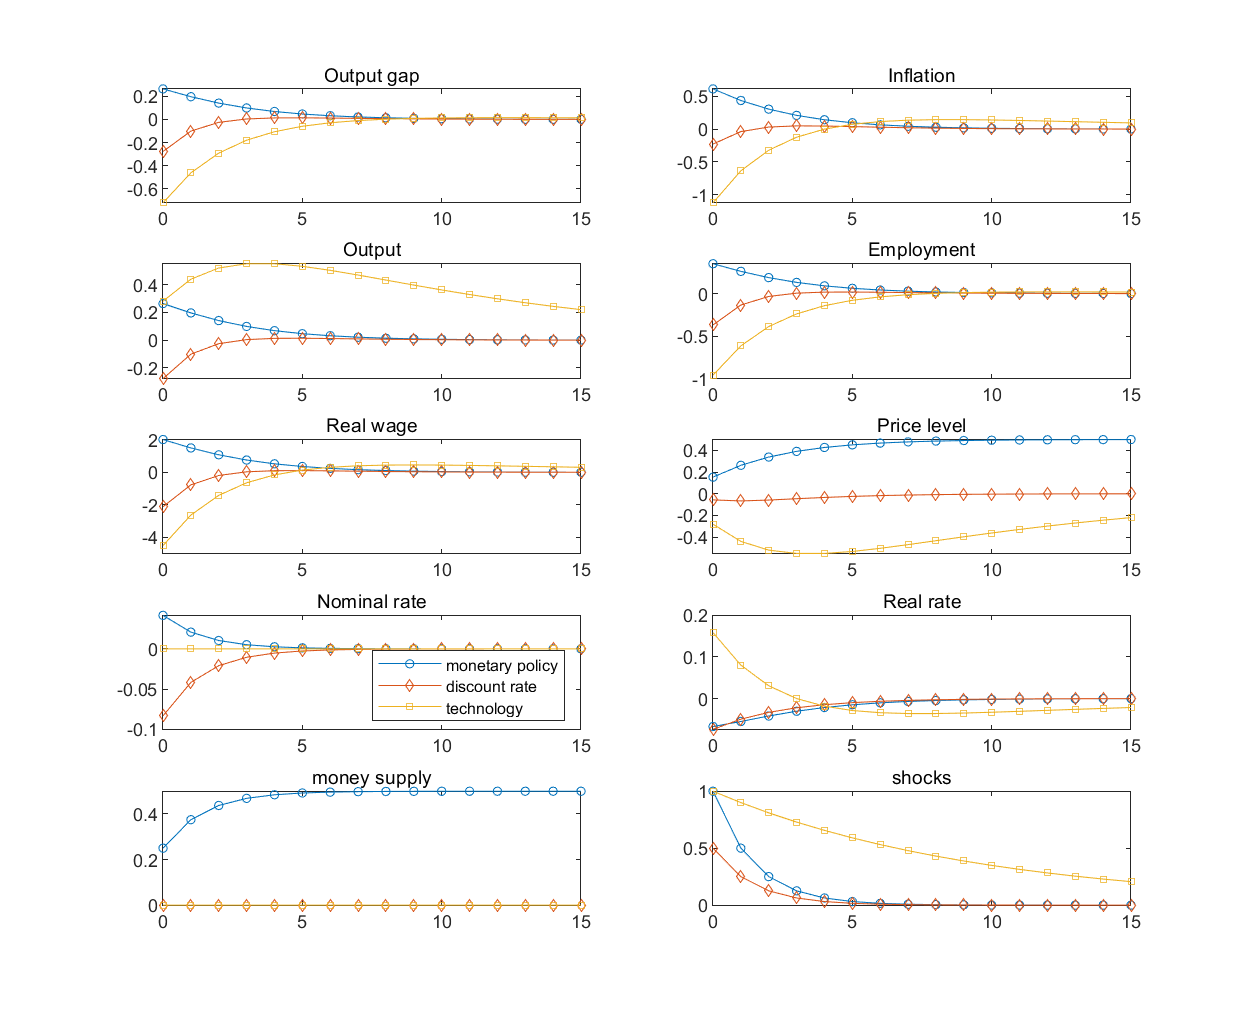 Output gap
0.2
0
-0.2
-0.4
-0.6
0 5 10 15
Inflation
0.5
0
-0.5
-1
0 5 10 15
Output
0.4
0.2
0
-0.2
0 5 10 15
Employment
0
-0.5
-1
0 5 10 15
Real wage
2
0
-2
-4
0 5 10 15
Price level
0.4
0.2
0
-0.2
-0.4
0 5 10 15
Nominal rate
0
-0.05
-0.1
0 5 10 15
monetary policy
discount rate
technology
Real rate
0.2
0.1
0
0 5 10 15
money supply
0.4
0.2
0
0 5 10 15
shocks
1
0.5
0
0 5 10 15